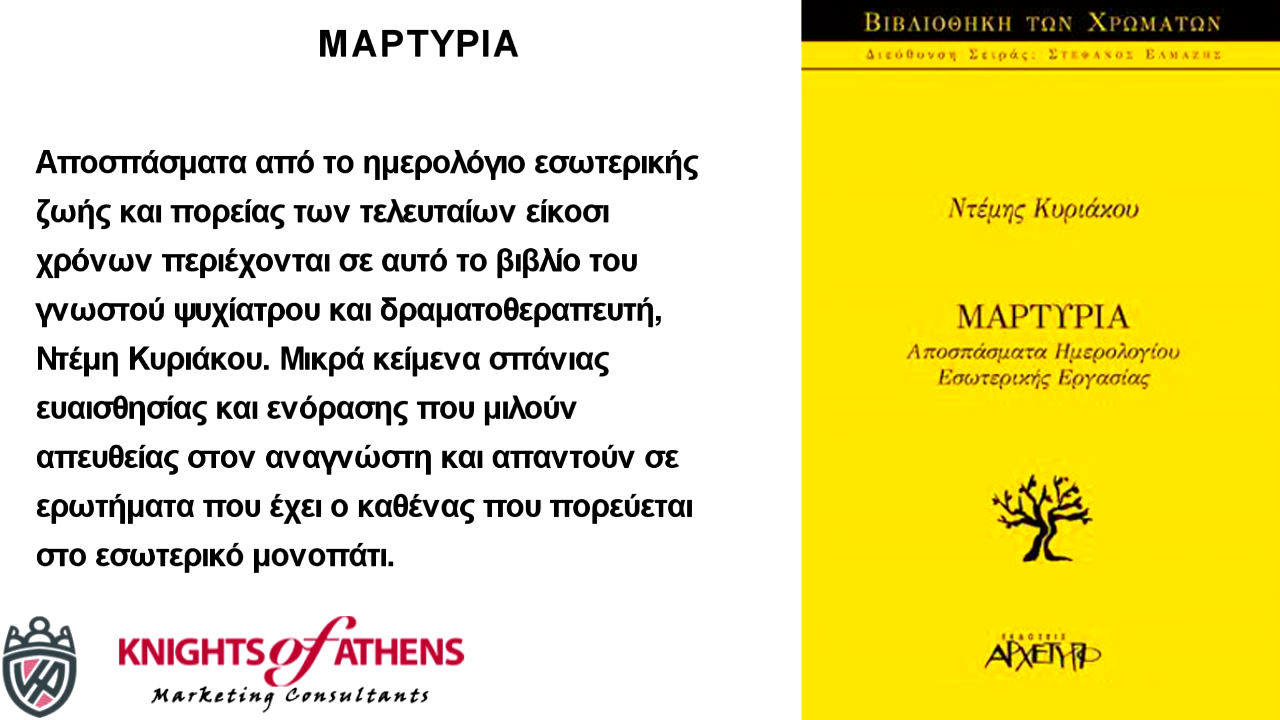 ΜΑΡΤΥΡΙΑ
Αποσπάσματα από το ημερολόγιο εσωτερικής
ζωής και πορείας των τελευταίων είκοσι
χρόνων περιέχονται σε αυτό το βιβλίο του
γνωστού ψυχίατρου και δραματοθεραπευτή,
Ντέμη Κυριάκου. Μικρά κείμενα σπάνιας
ευαισθησίας και ενόρασης που μιλούν
απευθείας στον αναγνώστη και απαντούν σε
ερωτήματα που έχει ο καθένας που πορεύεται
στο εσωτερικό μονοπάτι.
KNIGHTS of ATHENS
Marketing Consultants
ΒΙΒΛΙΟΘΗΚΗ ΤΩΝ ΧΡΩΜΑΤΩΝ
Διεύθυνση Σειράς: ΣΤΕΦΑΝΟΣ ΕΛΜΑΖΗΣ
Ντέμης Κυριάκου
ΜΑΡΤΥΡΙΑ
Αποσπάσματα Ημερολογίου
Εσωτερικής Εργασίας
ΕΚΔΟΣΕΙΣ
ΑΡΧΕΤΥΠΟ